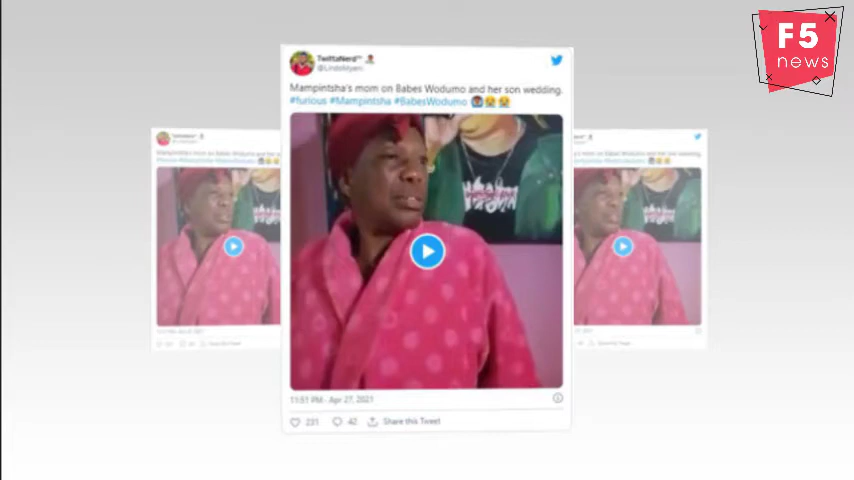 F5
news
TwittaNerd™
Mampintsha's mom on Babes Wodumo and her son wedding.
#furious #Mampintsha #BabesWodumo
11:51 PM · Apr 27, 2021
231 42 Share this Tweet